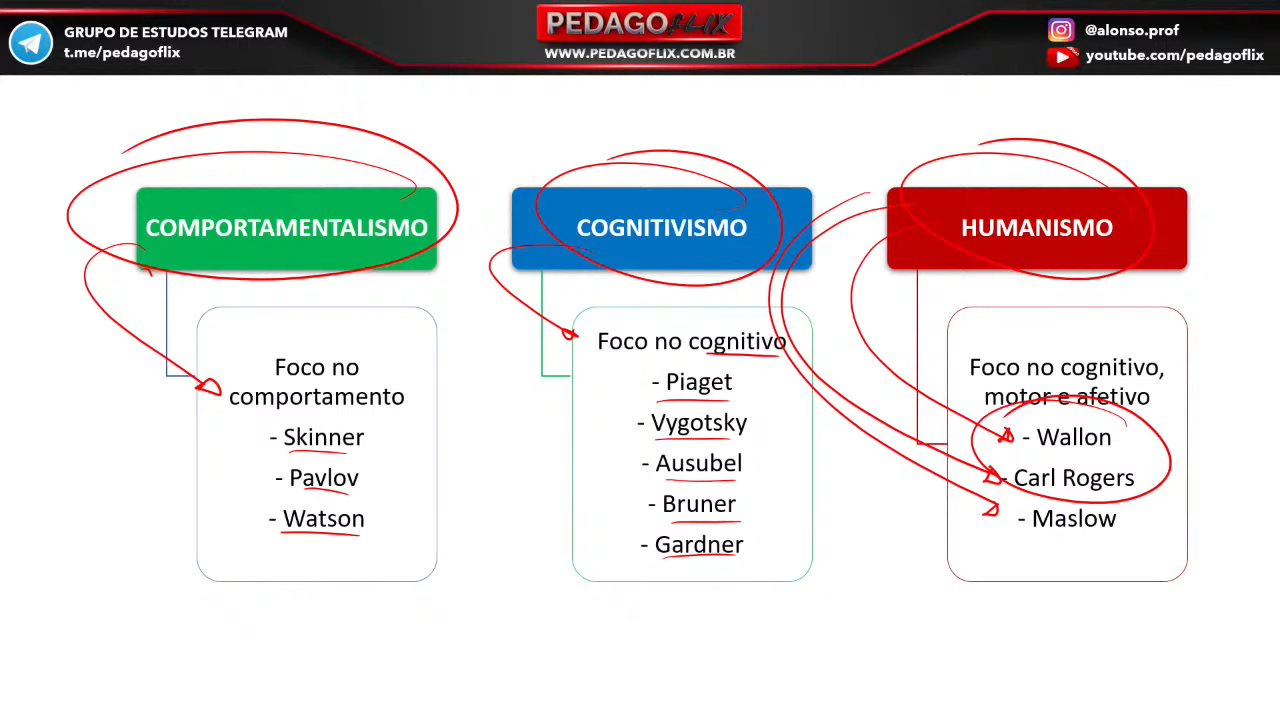 GRUPO DE ESTUDOS TELEGRAM
t.me/pedagoflix
PEDAGOFLIX
WWW.PEDAGOFLIX.COM.BR
@alonso.prof
youtube.com/pedagoflix
COMPORTAMENTALISMO
Foco no
comportamento
- Skinner
- Pavlov
- Watson
COGNITIVISMO
Foco no cognitivo
- Piaget
- Vygotsky
- Ausubel
- Bruner
- Gardner
HUMANISMO
Foco no cognitivo,
motor e afetivo
- Wallon
- Carl Rogers
- Maslow